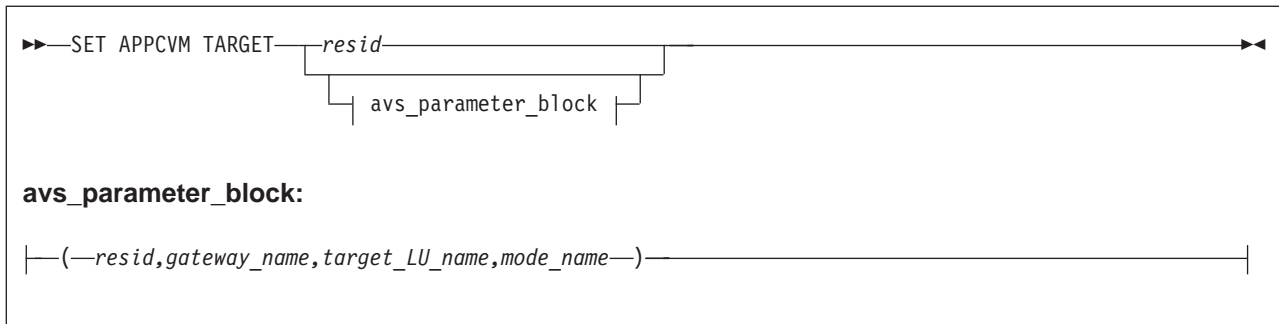 SET APPCVM TARGET resid
avs_parameter_block
avs_parameter_block:
( resid,gateway_name,target_LU_name,mode_name )